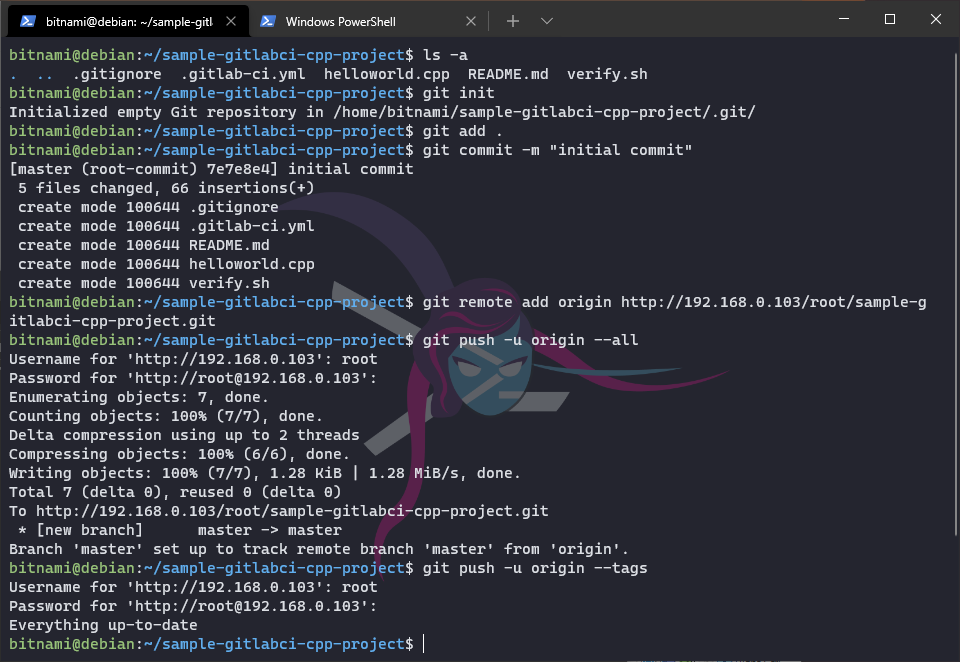 bitnami@debian: ~/sample-gitla
Windows PowerShell
bitnami@debian:~/sample-gitlabci-cpp-project$ ls -a
.  ..  .gitignore  .gitlab-ci.yml  helloworld.cpp  README.md  verify.sh
bitnami@debian:~/sample-gitlabci-cpp-project$ git init
Initialized empty Git repository in /home/bitnami/sample-gitlabci-cpp-project/.git/
bitnami@debian:~/sample-gitlabci-cpp-project$ git add .
bitnami@debian:~/sample-gitlabci-cpp-project$ git commit -m "initial commit"
[master (root-commit) 7e7e8e4] initial commit
 5 files changed, 66 insertions(+)
 create mode 100644 .gitignore
 create mode 100644 .gitlab-ci.yml
 create mode 100644 README.md
 create mode 100644 helloworld.cpp
 create mode 100644 verify.sh
bitnami@debian:~/sample-gitlabci-cpp-project$ git remote add origin http://192.168.0.103/root/sample-g
itlabci-cpp-project.git
bitnami@debian:~/sample-gitlabci-cpp-project$ git push -u origin --all
Username for 'http://192.168.0.103': root
Password for 'http://root@192.168.0.103':
Enumerating objects: 7, done.
Counting objects: 100% (7/7), done.
Delta compression using up to 2 threads
Compressing objects: 100% (6/6), done.
Writing objects: 100% (7/7), 1.28 KiB | 1.28 MiB/s, done.
Total 7 (delta 0), reused 0 (delta 0)
To http://192.168.0.103/root/sample-gitlabci-cpp-project.git
 * [new branch]      master -> master
Branch 'master' set up to track remote branch 'master' from 'origin'.
bitnami@debian:~/sample-gitlabci-cpp-project$ git push -u origin --tags
Username for 'http://192.168.0.103': root
Password for 'http://root@192.168.0.103':
Everything up-to-date
bitnami@debian:~/sample-gitlabci-cpp-project$